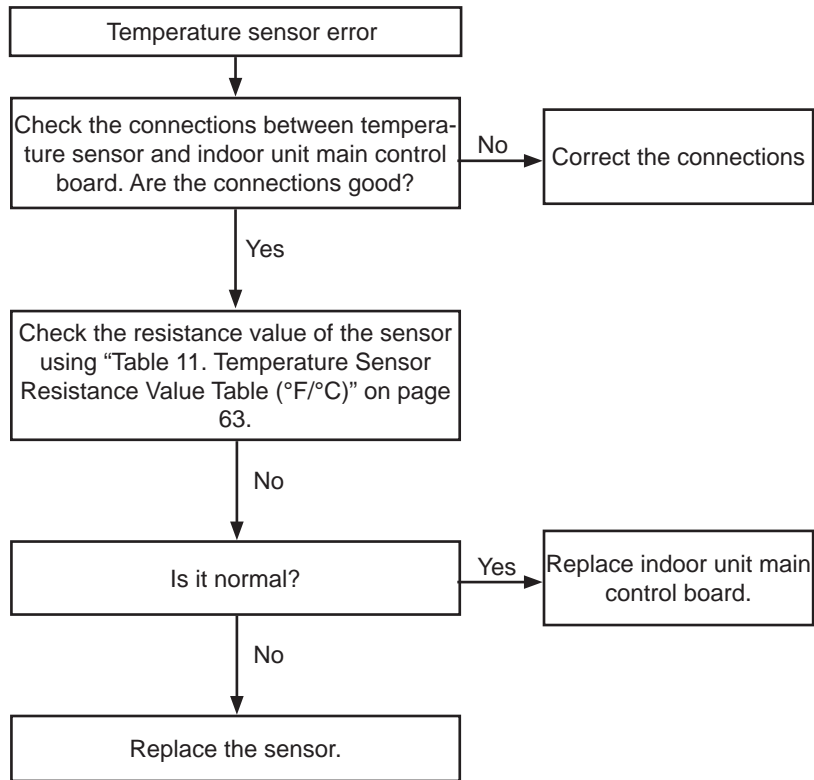 Temperature sensor error
Check the connections between tempera-
ture sensor and indoor unit main control
board. Are the connections good?
No
Correct the connections
Yes
Check the resistance value of the sensor
using “Table 11. Temperature Sensor
Resistance Value Table (°F/°C)” on page
63.
No
Is it normal?
Yes
Replace indoor unit main
control board.
No
Replace the sensor.